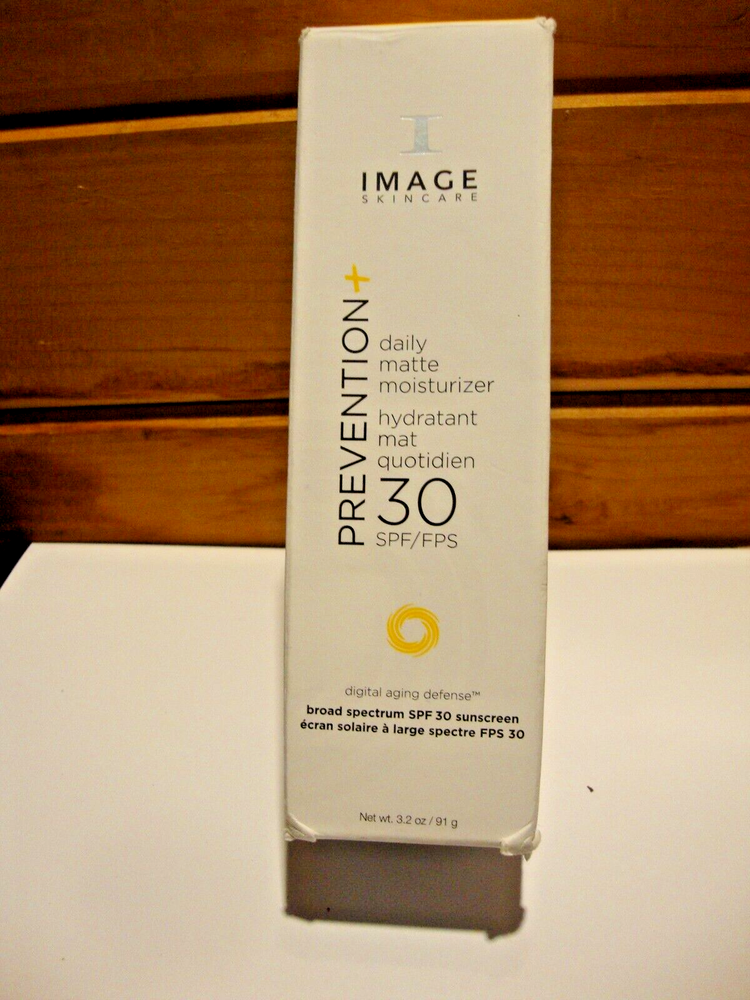 I
IMAGE
SKINCARE
PREVENTION+
daily
matte
moisturizer
hydratant
mat
quotidien
30
SPF/FPS
digital aging defense™
broad spectrum SPF 30 sunscreen
écran solaire à large spectre FPS 30
Net wt. 3.2 oz / 91 g